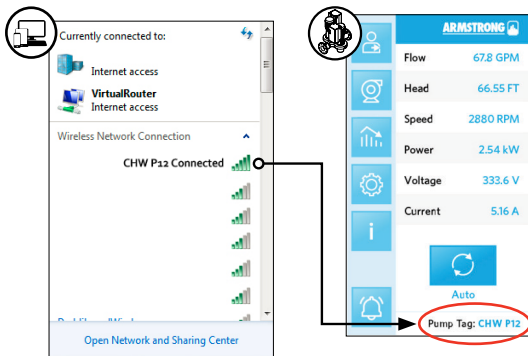 Currently connected to:
Internet access
VirtualRouter
Internet access
Wireless Network Connection
CHW P12 Connected
Open Network and Sharing Center
ARMSTRONG
Flow 67.8 GPM
Head 66.55 FT
Speed 2880 RPM
Power 2.54 kW
Voltage 333.6 V
Current 5.16 A
i
Auto
Pump Tag: CHW P12